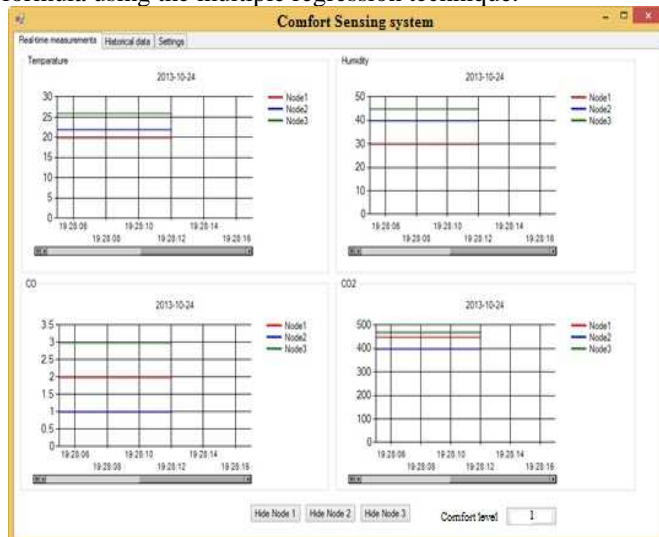 formula using the multiple regression technique.
Comfort Sensing system
Real-time measurements Historical data Settings
Temperature
2013-10-24
30
25
20
15
10
5
0
Node1
Node2
Node3
19:28:06 19:28:10 19:28:14
19:28:08 19:28:12 19:28:16
Humidity
2013-10-24
50
40
30
20
10
0
Node1
Node2
Node3
19:28:06 19:28:10 19:28:14
19:28:08 19:28:12 19:28:16
CO
2013-10-24
3.5
3
2.5
2
1.5
1
0.5
0
Node1
Node2
Node3
19:28:06 19:28:10 19:28:14
19:28:08 19:28:12 19:28:16
CO2
2013-10-24
500
400
300
200
100
0
Node1
Node2
Node3
19:28:06 19:28:10 19:28:14
19:28:08 19:28:12 19:28:16
Hide Node 1 Hide Node 2 Hide Node 3 Comfort level 1